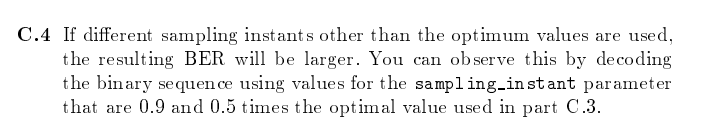 C.4 If different sampling instants other than the optimum values are used,
the resulting BER will be larger. You can observe this by decoding
the binary sequence using values for the sampling_instant parameter
that are 0.9 and 0.5 times the optimal value used in part C.3.